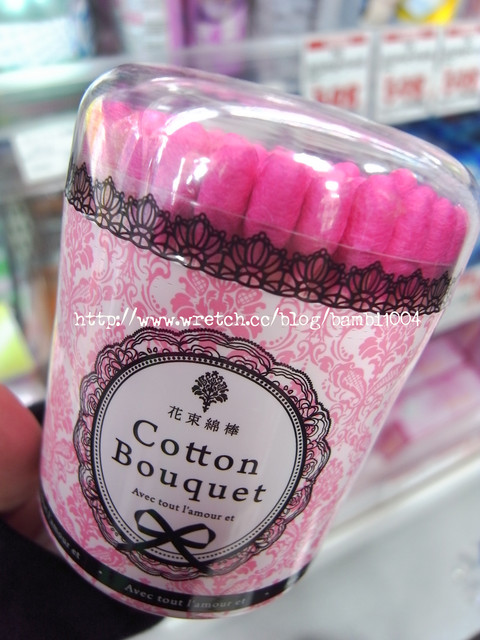 http://www.wretch.cc/blog/bambi1004
花束綿棒
Cotton
Bouquet
Avec tout l'amour et
Avec tout l'amour et